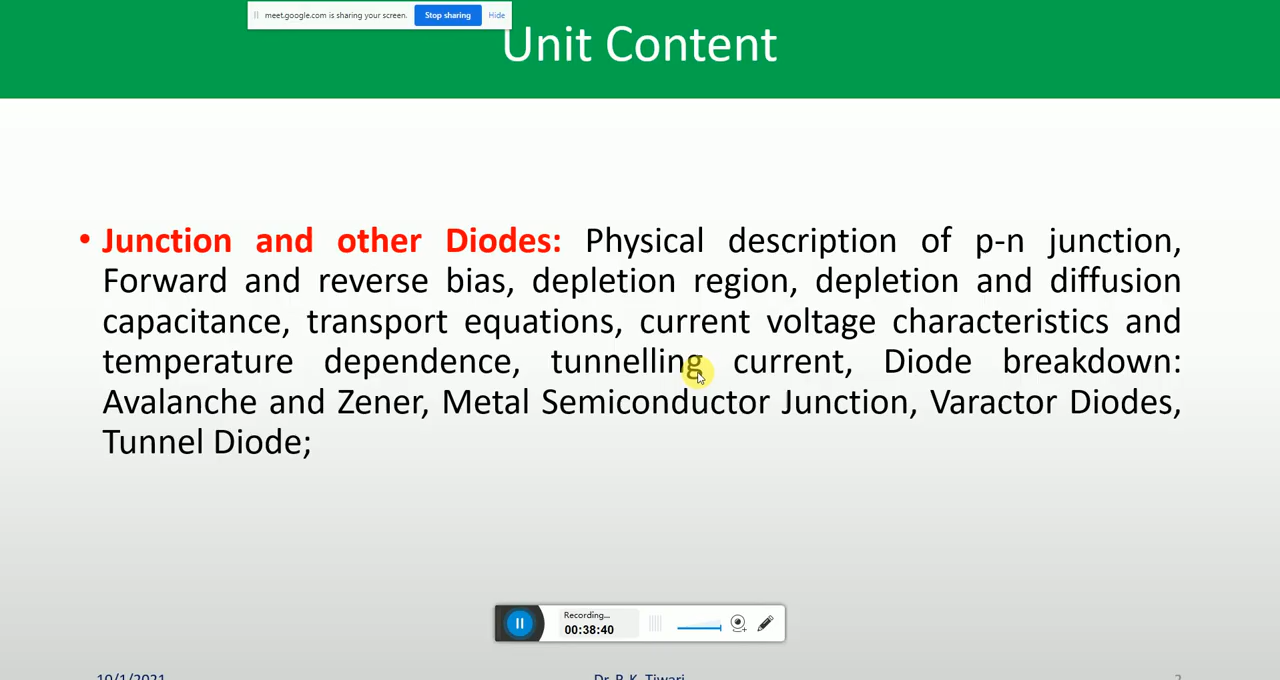 meet.google.com is sharing your screen. Stop sharing Hide
Unit Content
• Junction and other Diodes: Physical description of p-n junction,
Forward and reverse bias, depletion region, depletion and diffusion
capacitance, transport equations, current voltage characteristics and
temperature dependence, tunnelling current, Diode breakdown:
Avalanche and Zener, Metal Semiconductor Junction, Varactor Diodes,
Tunnel Diode;
Recording...
00:38:40
10/1/2021 Dr. P. K. Tiwari 2